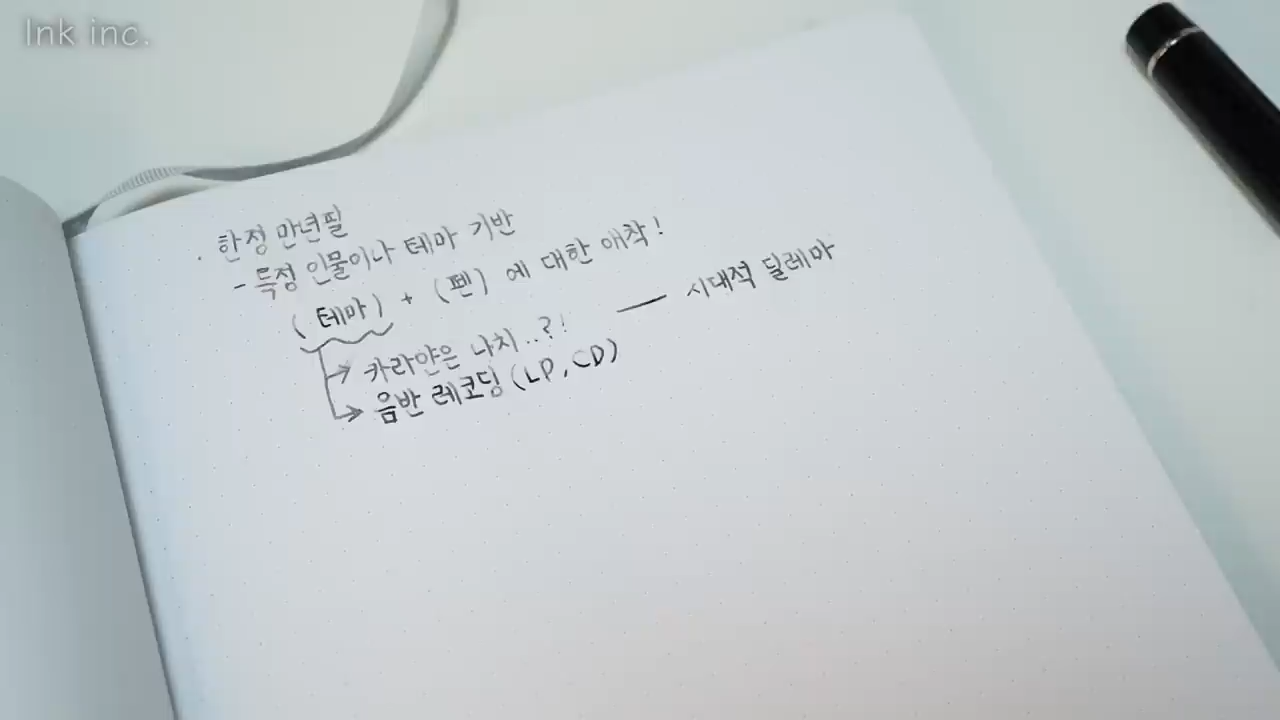 Ink inc.
· 한정 만년필
- 특정 인물이나 테마 기반
(테마) + (펜) 에 대한 애착!
→ 카라얀은 나치..?! — 시대적 딜레마
→ 음반 레코딩 (LP, CD)